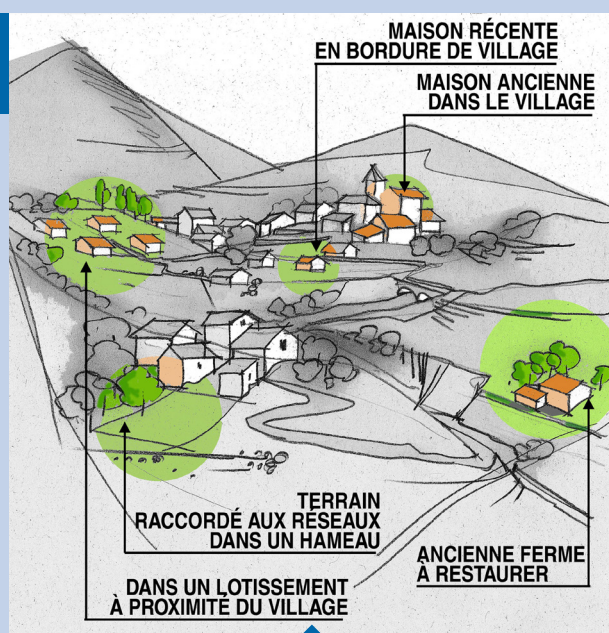 MAISON RÉCENTE
EN BORDURE DE VILLAGE
MAISON ANCIENNE
DANS LE VILLAGE
TERRAIN
RACCORDÉ AUX RÉSEAUX
DANS UN HAMEAU
ANCIENNE FERME
À RESTAURER
DANS UN LOTISSEMENT
À PROXIMITÉ DU VILLAGE